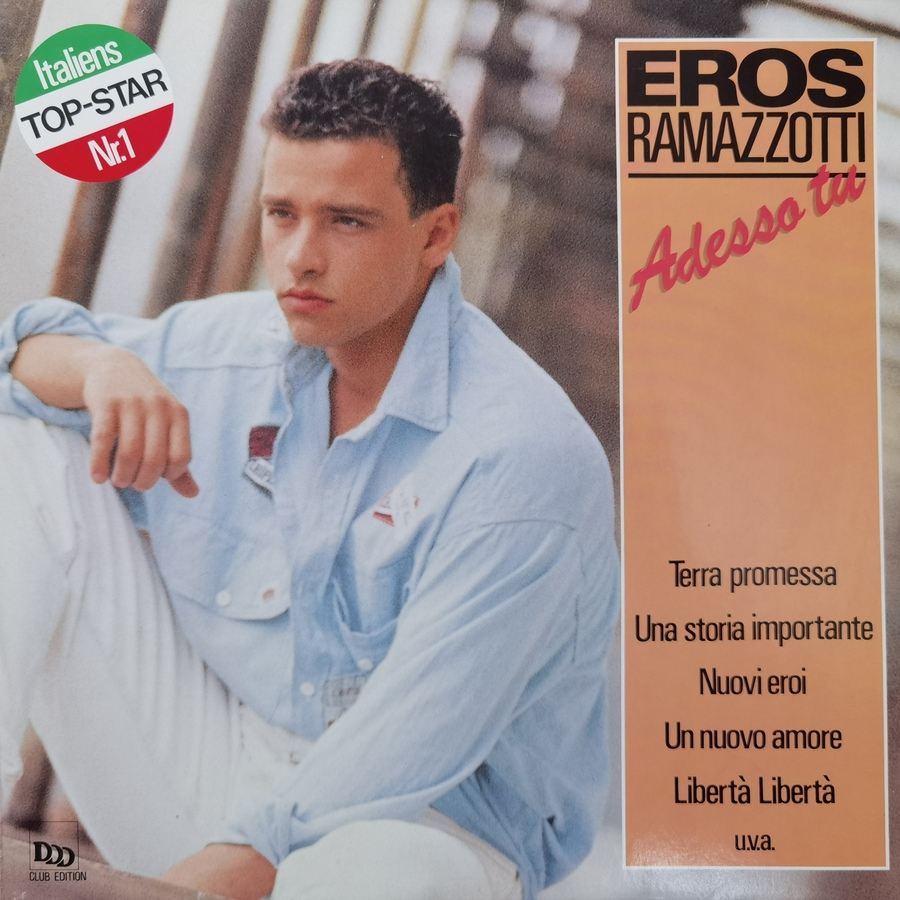 Italiens
TOP-STAR
Nr.1
EROS
RAMAZZOTTI
Adesso tu
Terra promessa
Una storia importante
Nuovi eroi
Un nuovo amore
Libertà Libertà
u.v.a.
DDD
CLUB EDITION